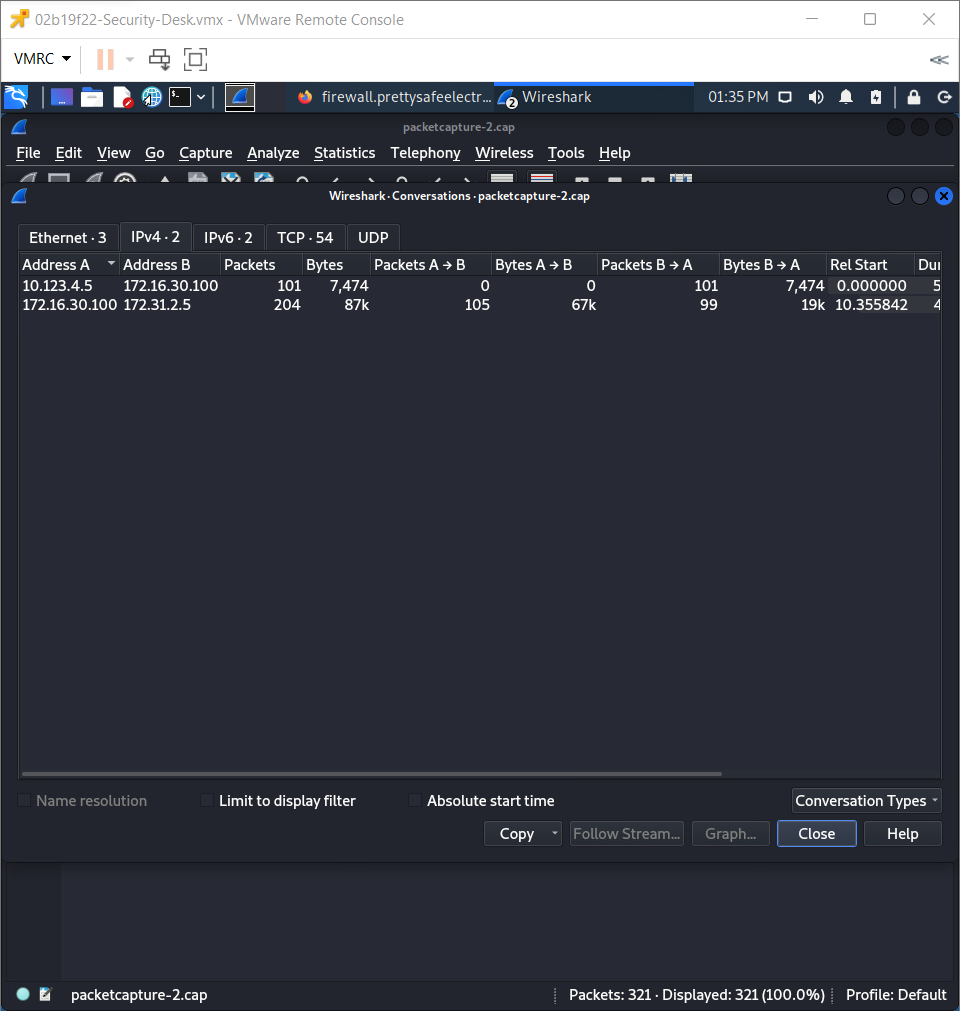 02b19f22-Security-Desk.vmx - VMware Remote Console
VMRC
firewall.prettysafeelectr...
2 Wireshark
01:35 PM
packetcapture-2.cap
File Edit View Go Capture Analyze Statistics Telephony Wireless Tools Help
Wireshark · Conversations · packetcapture-2.cap
Ethernet · 3 IPv4 · 2 IPv6 · 2 TCP · 54 UDP
Address A Address B Packets Bytes Packets A → B Bytes A → B Packets B → A Bytes B → A Rel Start Dur
10.123.4.5 172.16.30.100 101 7,474 0 0 101 7,474 0.000000 5
172.16.30.100 172.31.2.5 204 87k 105 67k 99 19k 10.355842 4
Name resolution Limit to display filter Absolute start time Conversation Types
Copy Follow Stream... Graph... Close Help
packetcapture-2.cap Packets: 321 · Displayed: 321 (100.0%) Profile: Default